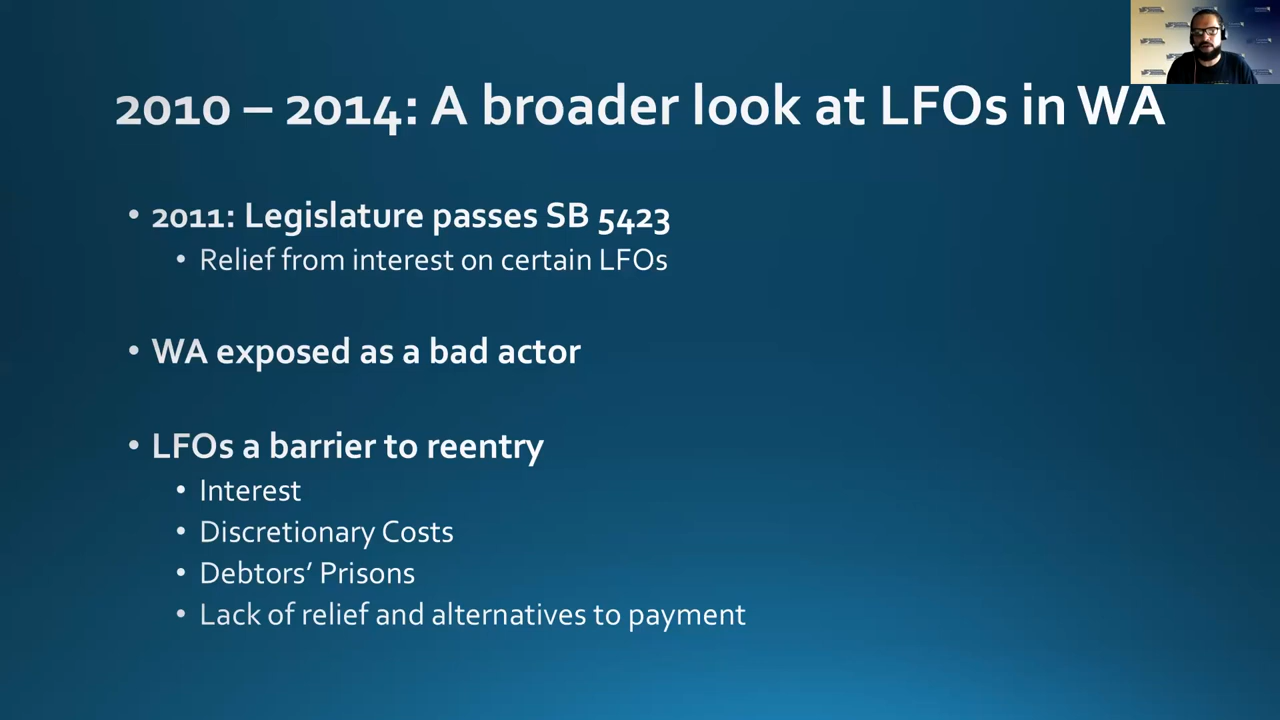 2010 – 2014: A broader look at LFOs in WA
• 2011: Legislature passes SB 5423
• Relief from interest on certain LFOs
• WA exposed as a bad actor
• LFOs a barrier to reentry
• Interest
• Discretionary Costs
• Debtors’ Prisons
• Lack of relief and alternatives to payment